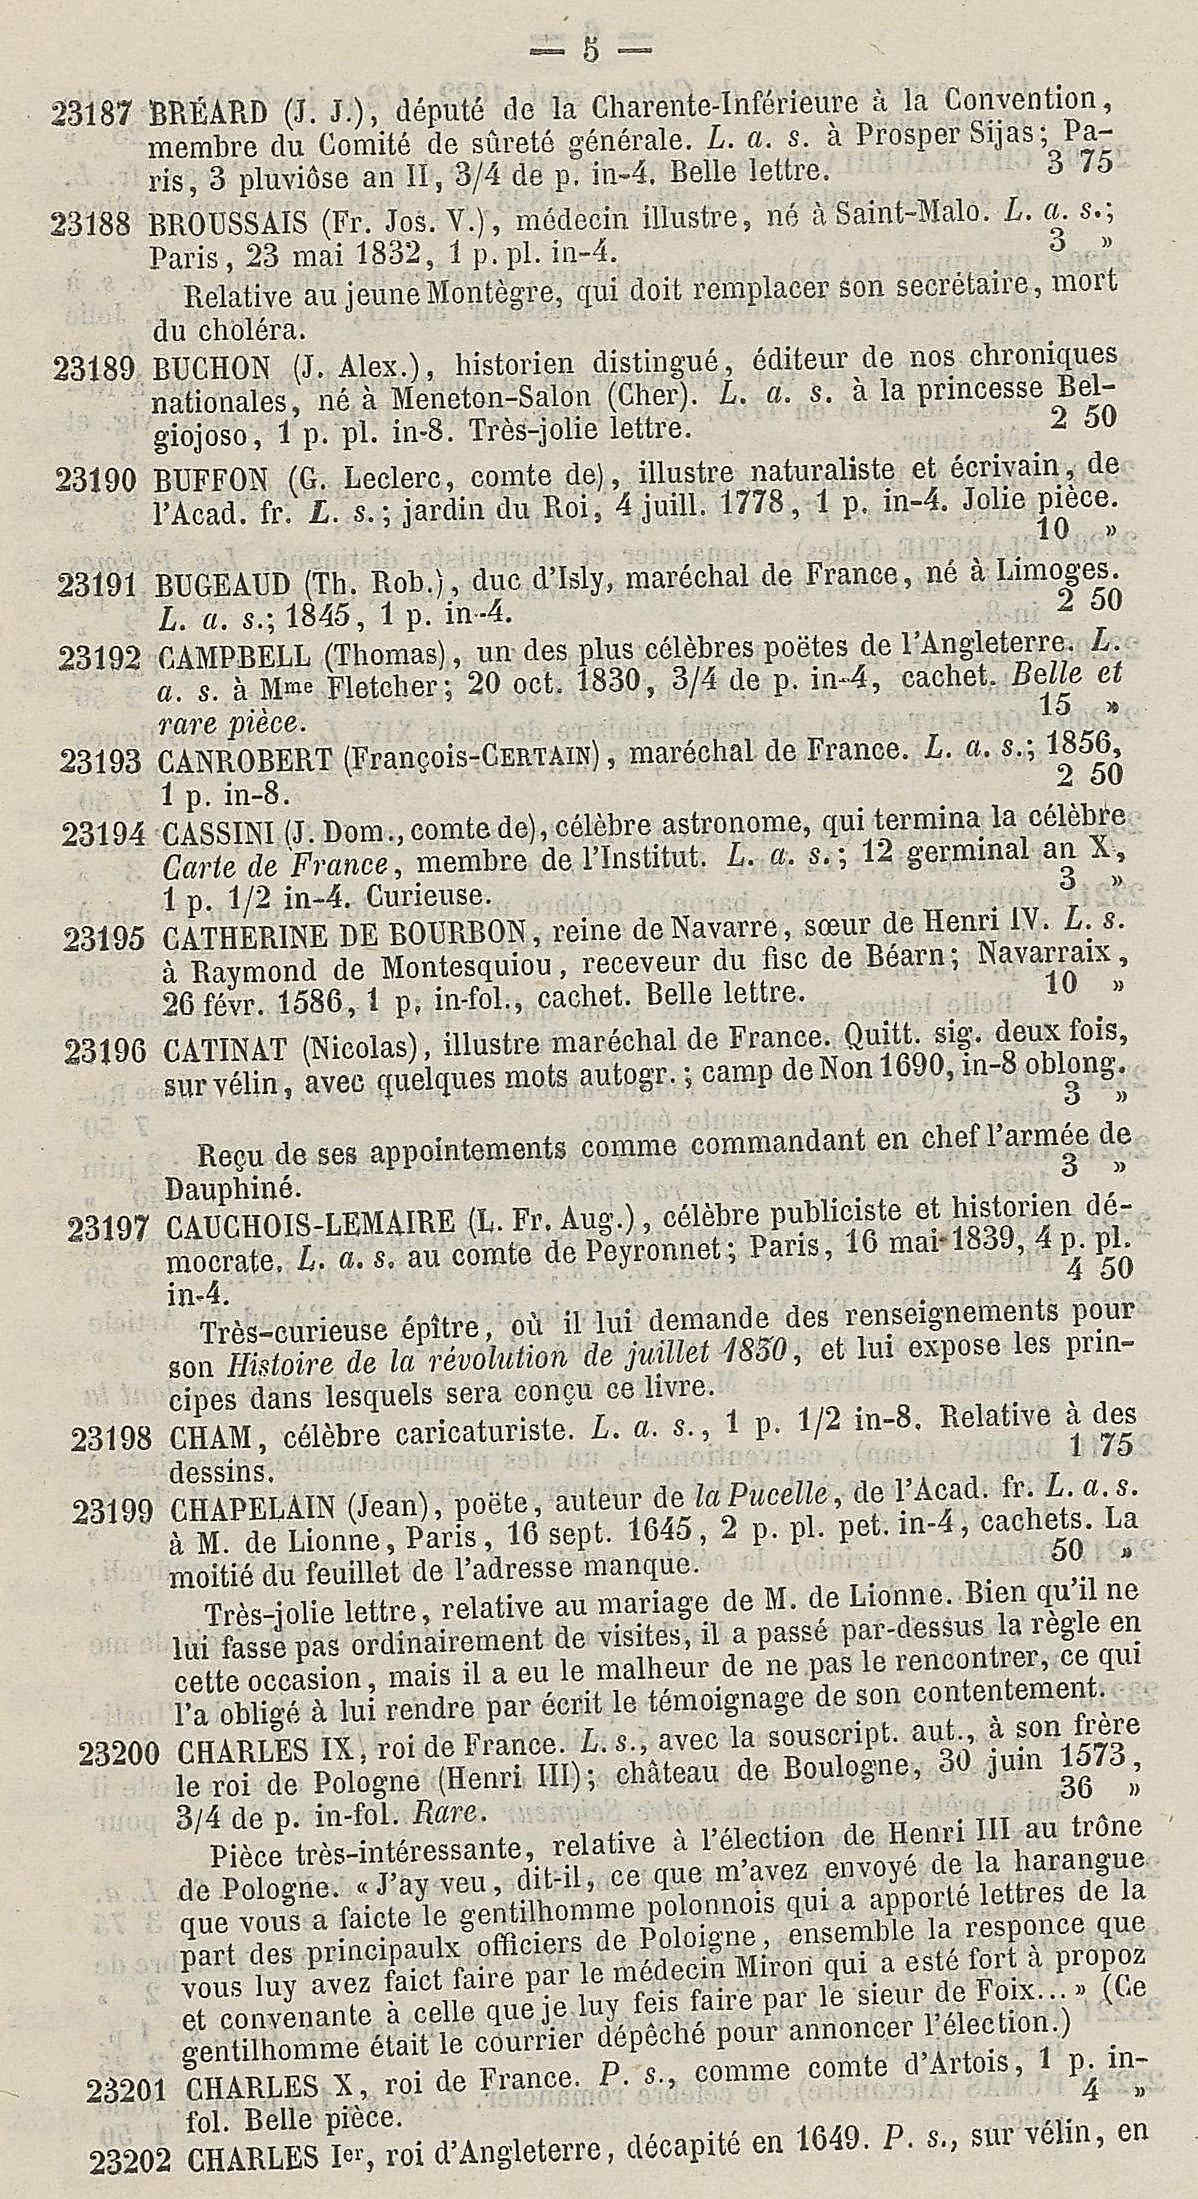 — 5 —
23187 BRÉARD (J. J.), député de la Charente-Inférieure à la Convention,
membre du Comité de sûreté générale. L. a. s. à Prosper Sijas; Pa-
ris, 3 pluviôse an II, 3/4 de p. in-4. Belle lettre. 3 75
23188 BROUSSAIS (Fr. Jos. V.), médecin illustre, né à Saint-Malo. L. a. s.;
Paris, 23 mai 1832, 1 p. pl. in-4. 3 »
Relative au jeune Montègre, qui doit remplacer son secrétaire, mort
du choléra.
23189 BUCHON (J. Alex.), historien distingué, éditeur de nos chroniques
nationales, né à Meneton-Salon (Cher). L. a. s. à la princesse Bel-
giojoso, 1 p. pl. in-8. Très-jolie lettre. 2 50
23190 BUFFON (G. Leclerc, comte de), illustre naturaliste et écrivain, de
l'Acad. fr. L. s.; jardin du Roi, 4 juill. 1778, 1 p. in-4. Jolie pièce.
10 »
23191 BUGEAUD (Th. Rob.), duc d'Isly, maréchal de France, né à Limoges.
L. a. s.; 1845, 1 p. in-4. 2 50
23192 CAMPBELL (Thomas), un des plus célèbres poëtes de l'Angleterre. L.
a. s. à Mme Fletcher; 20 oct. 1830, 3/4 de p. in-4, cachet. Belle et
rare pièce. 15 »
23193 CANROBERT (François-CERTAIN), maréchal de France. L. a. s.; 1856,
1 p. in-8. 2 50
23194 CASSINI (J. Dom., comte de), célèbre astronome, qui termina la célèbre
Carte de France, membre de l'Institut. L. a. s.; 12 germinal an X,
1 p. 1/2 in-4. Curieuse. 3 »
23195 CATHERINE DE BOURBON, reine de Navarre, sœur de Henri IV. L. s.
à Raymond de Montesquiou, receveur du fisc de Béarn; Navarraix,
26 févr. 1586, 1 p. in-fol., cachet. Belle lettre. 10 »
23196 CATINAT (Nicolas), illustre maréchal de France. Quitt. sig. deux fois,
sur vélin, avec quelques mots autogr.; camp de Non 1690, in-8 oblong.
3 »
Reçu de ses appointements comme commandant en chef l'armée de
Dauphiné. 3 »
23197 CAUCHOIS-LEMAIRE (L. Fr. Aug.), célèbre publiciste et historien dé-
mocrate. L. a. s. au comte de Peyronnet; Paris, 16 mai 1839, 4 p. pl.
in-4. 4 50
Très-curieuse épître, où il lui demande des renseignements pour
son Histoire de la révolution de juillet 1830, et lui expose les prin-
cipes dans lesquels sera conçu ce livre.
23198 CHAM, célèbre caricaturiste. L. a. s., 1 p. 1/2 in-8. Relative à des
dessins. 1 75
23199 CHAPELAIN (Jean), poëte, auteur de la Pucelle, de l'Acad. fr. L. a. s.
à M. de Lionne, Paris, 16 sept. 1645, 2 p. pl. pet. in-4, cachets. La
moitié du feuillet de l'adresse manque. 50 »
Très-jolie lettre, relative au mariage de M. de Lionne. Bien qu'il ne
lui fasse pas ordinairement de visites, il a passé par-dessus la règle en
cette occasion, mais il a eu le malheur de ne pas le rencontrer, ce qui
l'a obligé à lui rendre par écrit le témoignage de son contentement.
23200 CHARLES IX, roi de France. L. s., avec la souscript. aut., à son frère
le roi de Pologne (Henri III); château de Boulogne, 30 juin 1573,
3/4 de p. in-fol. Rare. 36 »
Pièce très-intéressante, relative à l'élection de Henri III au trône
de Pologne. « J'ay veu, dit-il, ce que m'avez envoyé de la harangue
que vous a faicte le gentilhomme polonnois qui a apporté lettres de la
part des principaulx officiers de Poloigne, ensemble la responce que
vous luy avez faict faire par le médecin Miron qui a esté fort à propoz
et convenante à celle que je luy feis faire par le sieur de Foix... » (Ce
gentilhomme était le courrier dépêché pour annoncer l'élection.)
23201 CHARLES X, roi de France. P. s., comme comte d'Artois, 1 p. in-
fol. Belle pièce. 4 »
23202 CHARLES Ier, roi d'Angleterre, décapité en 1649. P. s., sur vélin, en